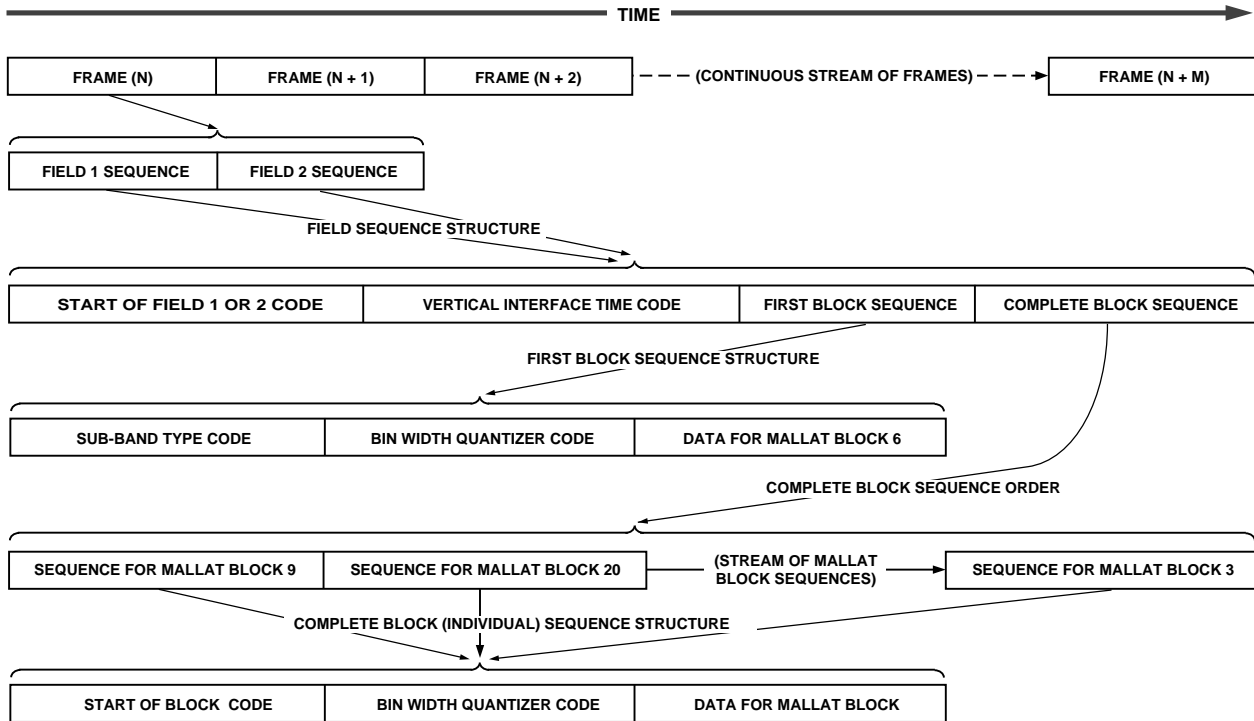 TIME
FRAME (N)
FRAME (N + 1)
FRAME (N + 2)
(CONTINUOUS STREAM OF FRAMES)
FRAME (N + M)
FIELD 1 SEQUENCE
FIELD 2 SEQUENCE
FIELD SEQUENCE STRUCTURE
START OF FIELD 1 OR 2 CODE
VERTICAL INTERFACE TIME CODE
FIRST BLOCK SEQUENCE
COMPLETE BLOCK SEQUENCE
FIRST BLOCK SEQUENCE STRUCTURE
SUB-BAND TYPE CODE
BIN WIDTH QUANTIZER CODE
DATA FOR MALLAT BLOCK 6
COMPLETE BLOCK SEQUENCE ORDER
SEQUENCE FOR MALLAT BLOCK 9
SEQUENCE FOR MALLAT BLOCK 20
(STREAM OF MALLAT
BLOCK SEQUENCES)
SEQUENCE FOR MALLAT BLOCK 3
COMPLETE BLOCK (INDIVIDUAL) SEQUENCE STRUCTURE
START OF BLOCK CODE
BIN WIDTH QUANTIZER CODE
DATA FOR MALLAT BLOCK